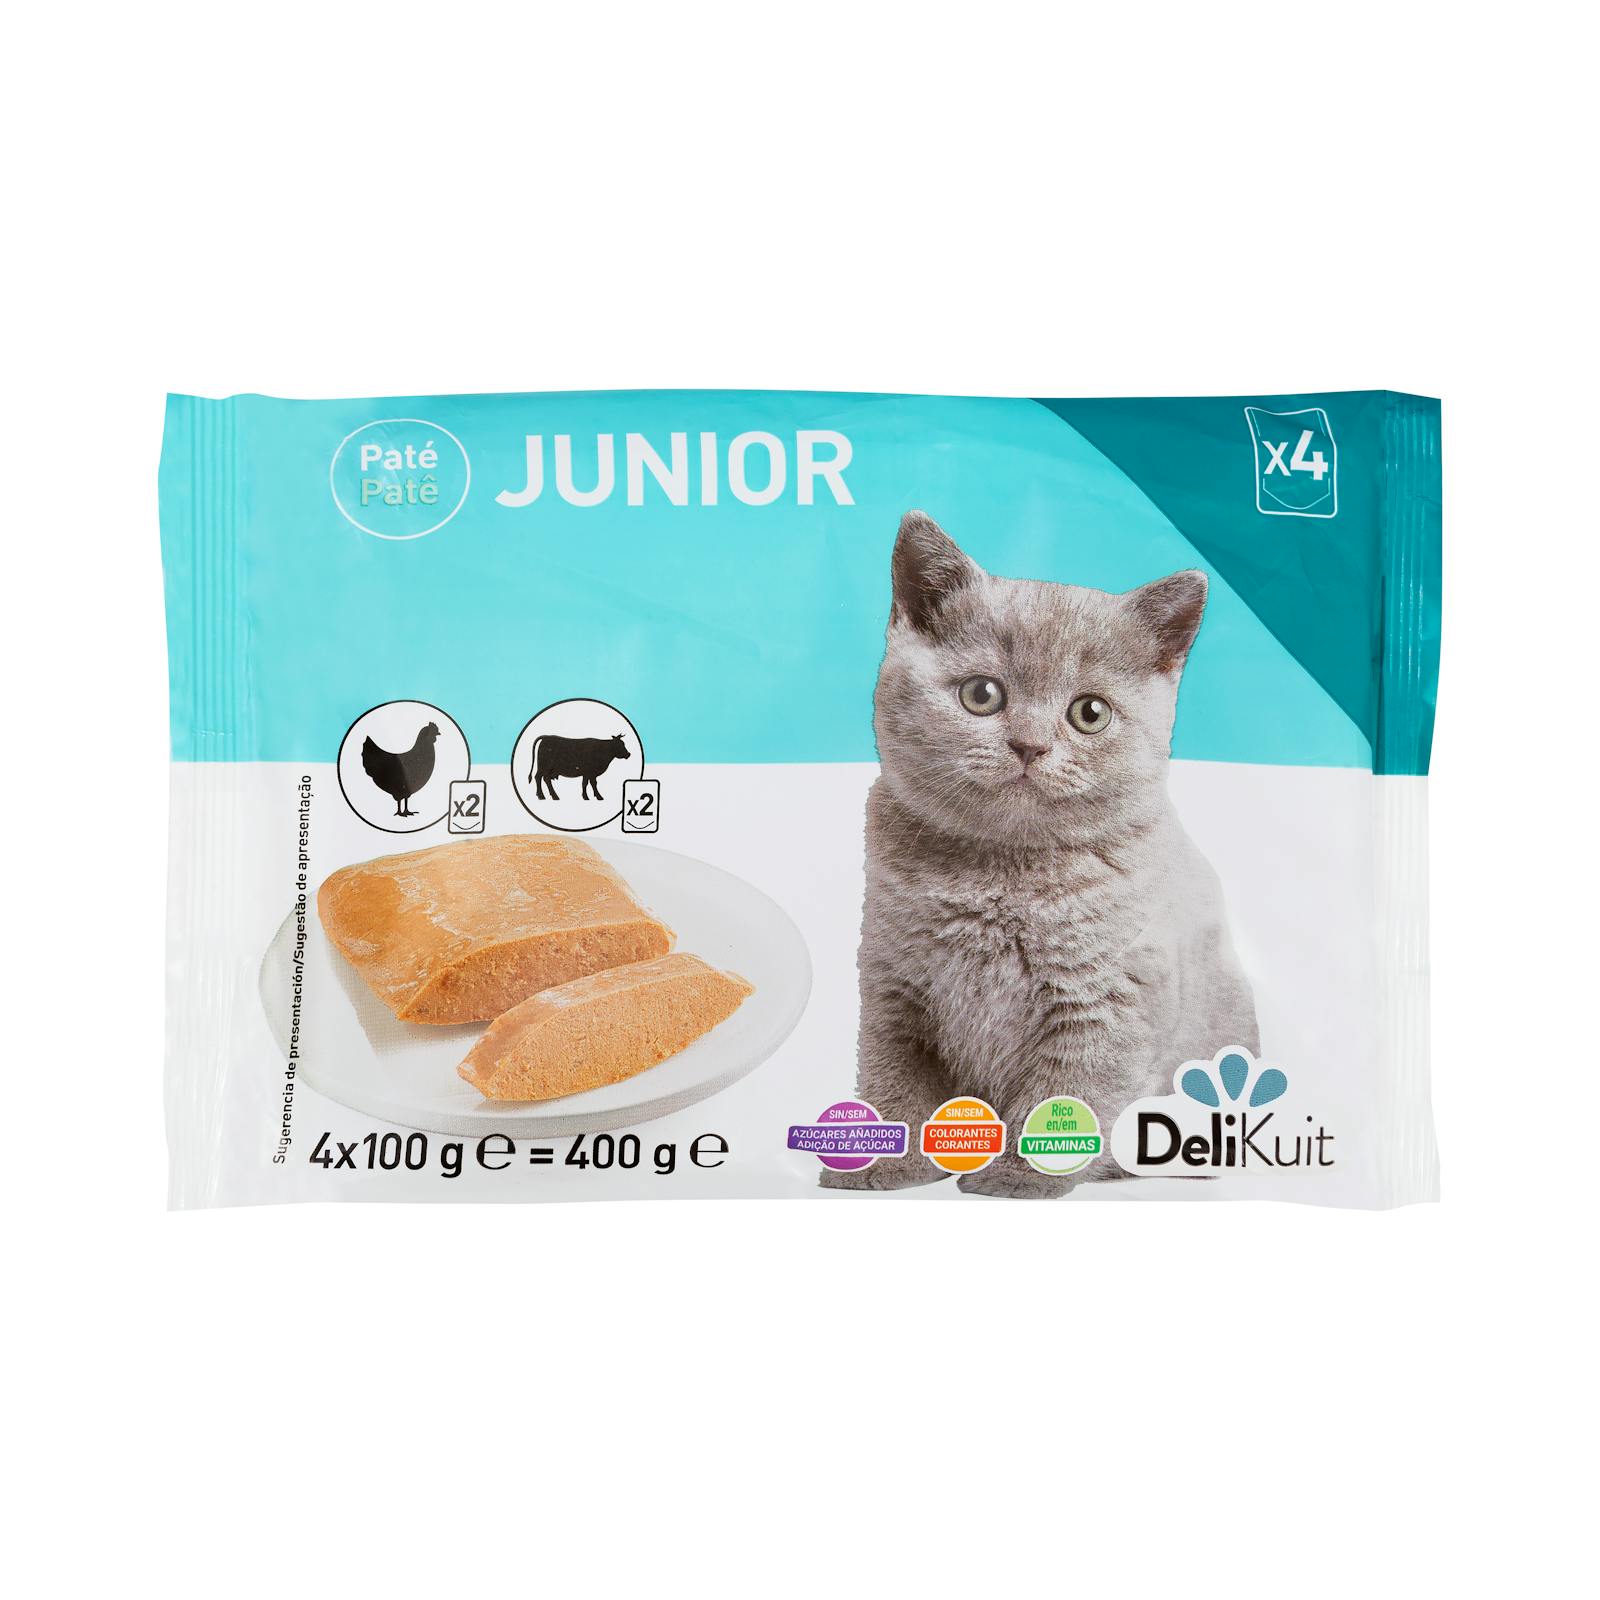 Paté
Patê
JUNIOR
x4
x2
x2
Sugerencia de presentación/Sugestão de apresentação
4x100 g ℮ = 400 g ℮
SIN/SEM
AZÚCARES AÑADIDOS
ADIÇÃO DE AÇÚCAR
SIN/SEM
COLORANTES
CORANTES
Rico
en/em
VITAMINAS
DeliKuit